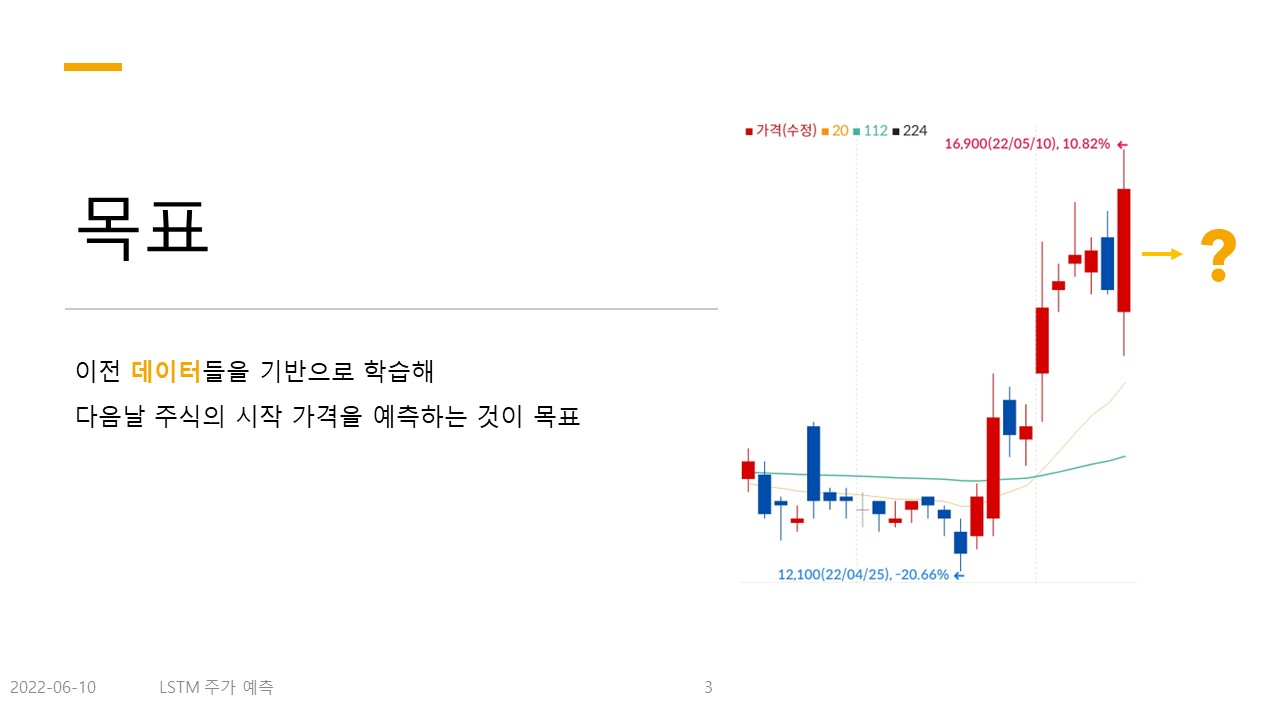 목표
이전 데이터들을 기반으로 학습해
다음날 주식의 시작 가격을 예측하는 것이 목표
■ 가격(수정) ■ 20 ■ 112 ■ 224
16,900(22/05/10), 10.82% ←
?
12,100(22/04/25), -20.66% ←
2022-06-10 LSTM 주가 예측 3